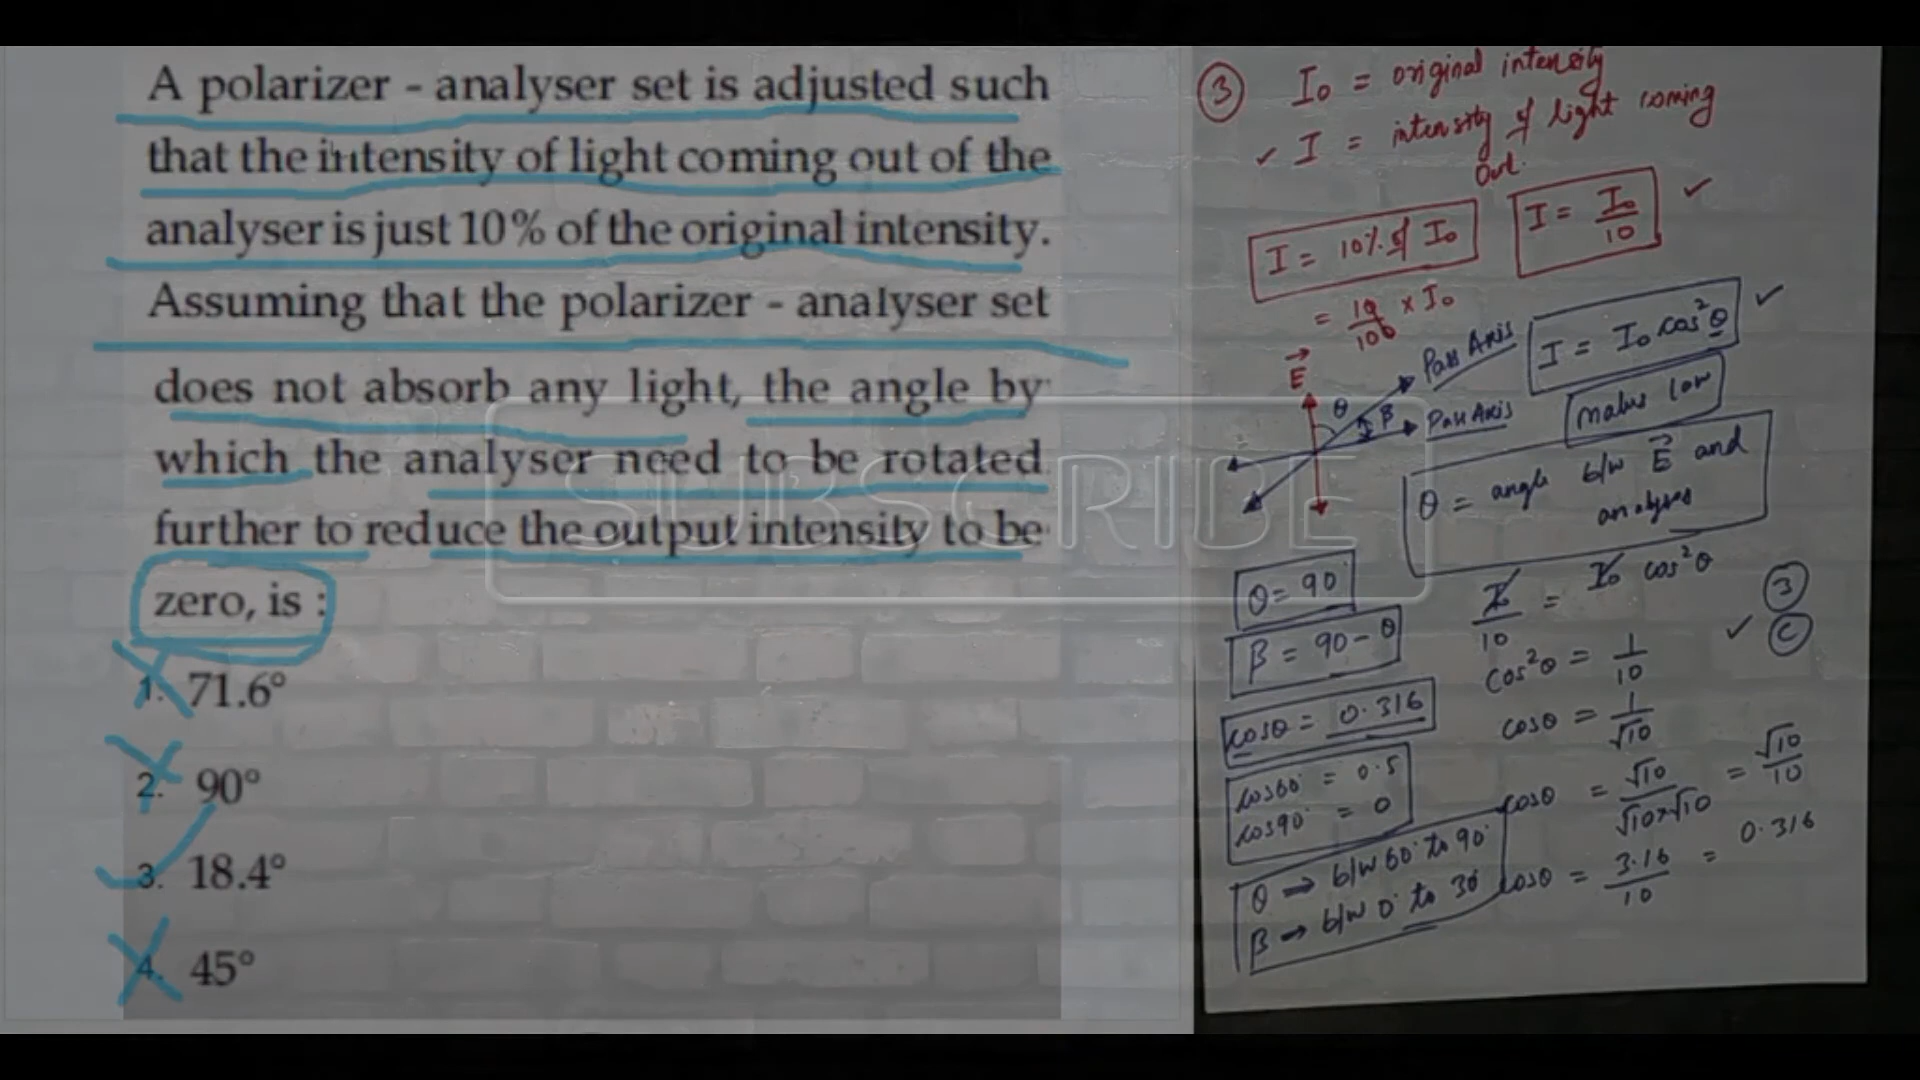 A polarizer - analyser set is adjusted such
that the intensity of light coming out of the
analyser is just 10% of the original intensity.
Assuming that the polarizer - analyser set
does not absorb any light, the angle by
which the analyser need to be rotated
further to reduce the output intensity to be
zero, is :
1. 71.6°
2. 90°
3. 18.4°
4. 45°
SUBSCRIBE
③ I₀ = original intensity
✓ I = intensity of light coming
out.
I = 10% of I₀
I = I₀/10 ✓
= 10/100 × I₀
E⃗
Pass Axis
θ
β
Pass Axis
I = I₀ cos²θ ✓
Malus law
θ = angle b/w E⃗ and
analyser
θ = 90°
β = 90 - θ
cosθ = 0.316
cos60° = 0.5
cos90° = 0
θ → b/w 60° to 90°
β → b/w 0° to 30°
I₀/10 = I₀ cos²θ
cos²θ = 1/10
✓ ③
Ⓒ
cosθ = 1/√10
cosθ = √10/√10×√10 = √10/10
cosθ = 3.16/10 = 0.316